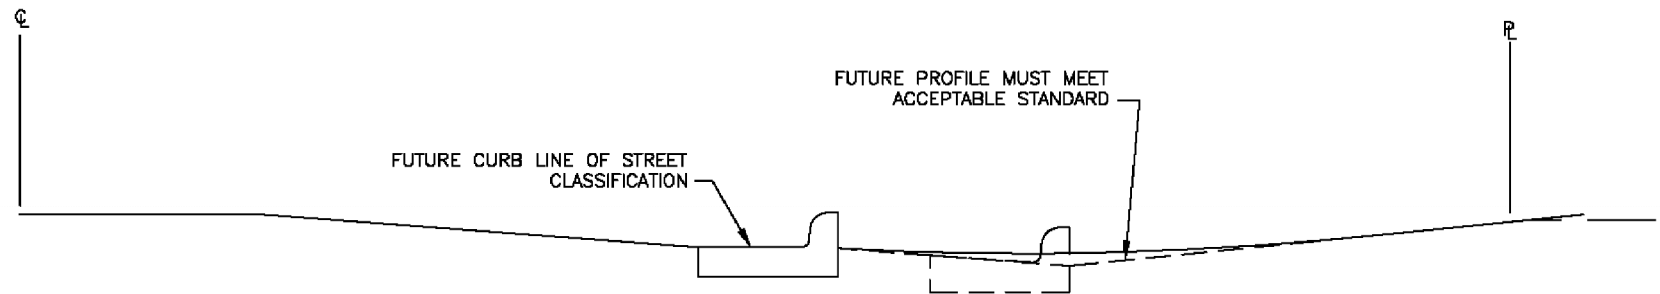 ℄
⅊
FUTURE PROFILE MUST MEET
ACCEPTABLE STANDARD
FUTURE CURB LINE OF STREET
CLASSIFICATION